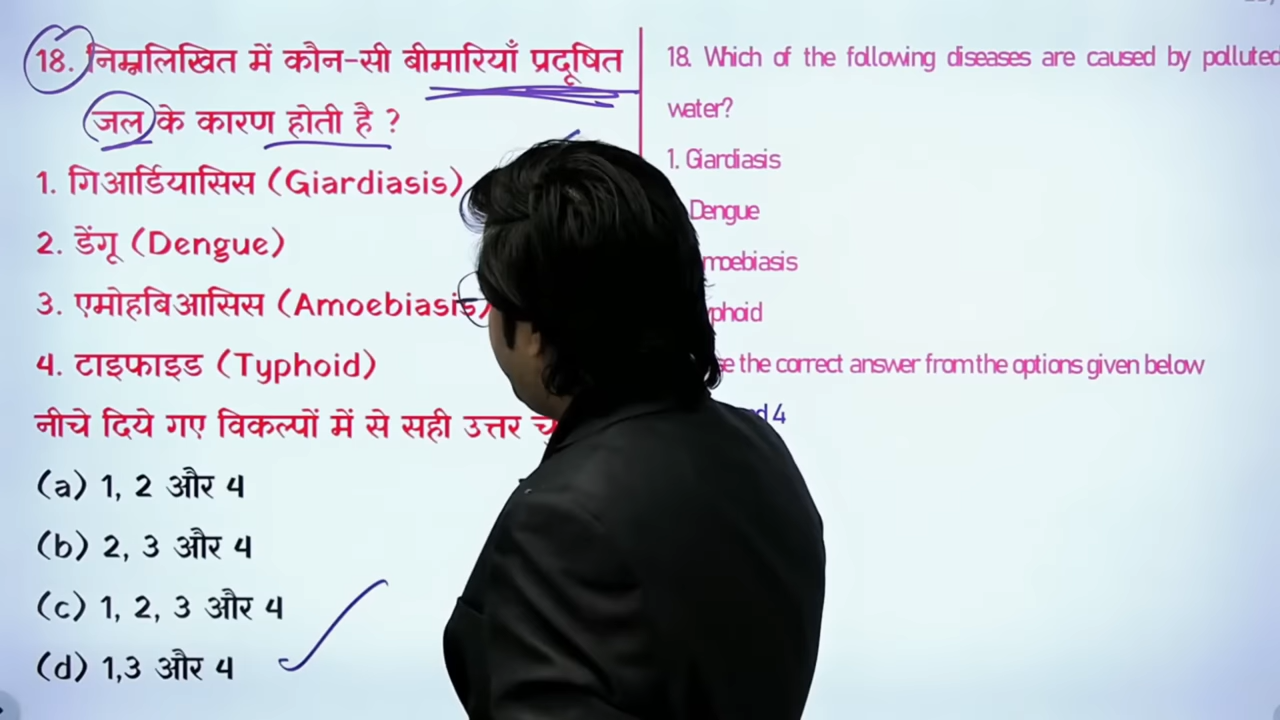 18. निम्नलिखित में कौन-सी बीमारियाँ प्रदूषित
जल के कारण होती है ?
1. गिआर्डियासिस (Giardiasis)
2. डेंगू (Dengue)
3. एमोहबिआसिस (Amoebiasis)
4. टाइफाइड (Typhoid)
नीचे दिये गए विकल्पों में से सही उत्तर
(a) 1, 2 और 4
(b) 2, 3 और 4
(c) 1, 2, 3 और 4
(d) 1,3 और 4
18. Which of the following diseases are caused by polluted
water?
1. Giardiasis
Dengue
the correct answer from the options given below
4